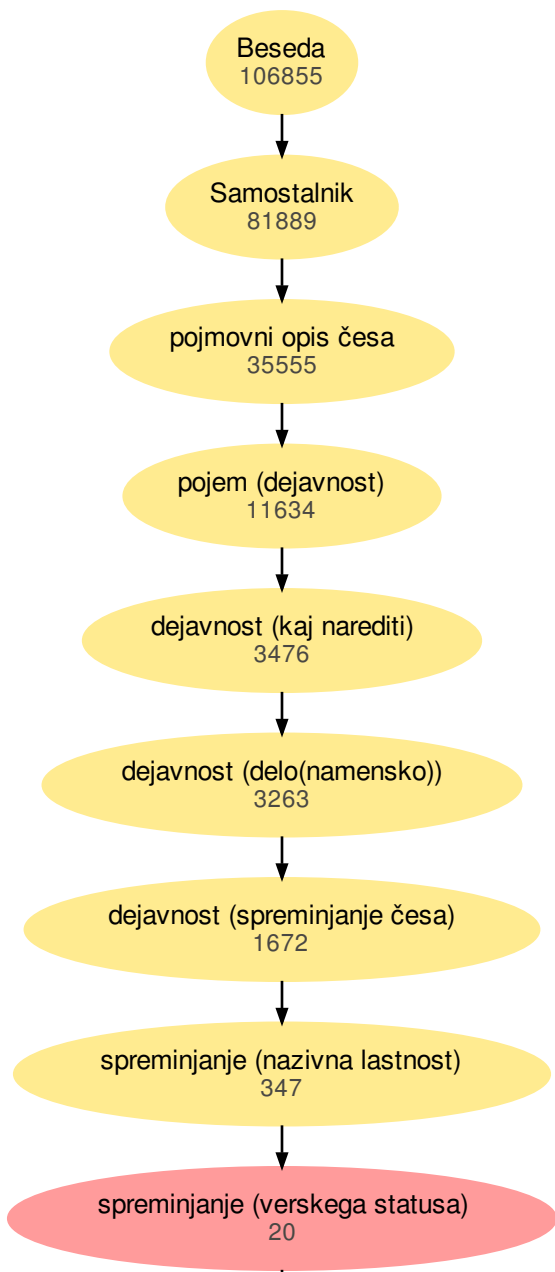 Beseda
106855
Samostalnik
81889
pojmovni opis česa
35555
pojem (dejavnost)
11634
dejavnost (kaj narediti)
3476
dejavnost (delo(namensko))
3263
dejavnost (spreminjanje česa)
1672
spreminjanje (nazivna lastnost)
347
spreminjanje (verskega statusa)
20